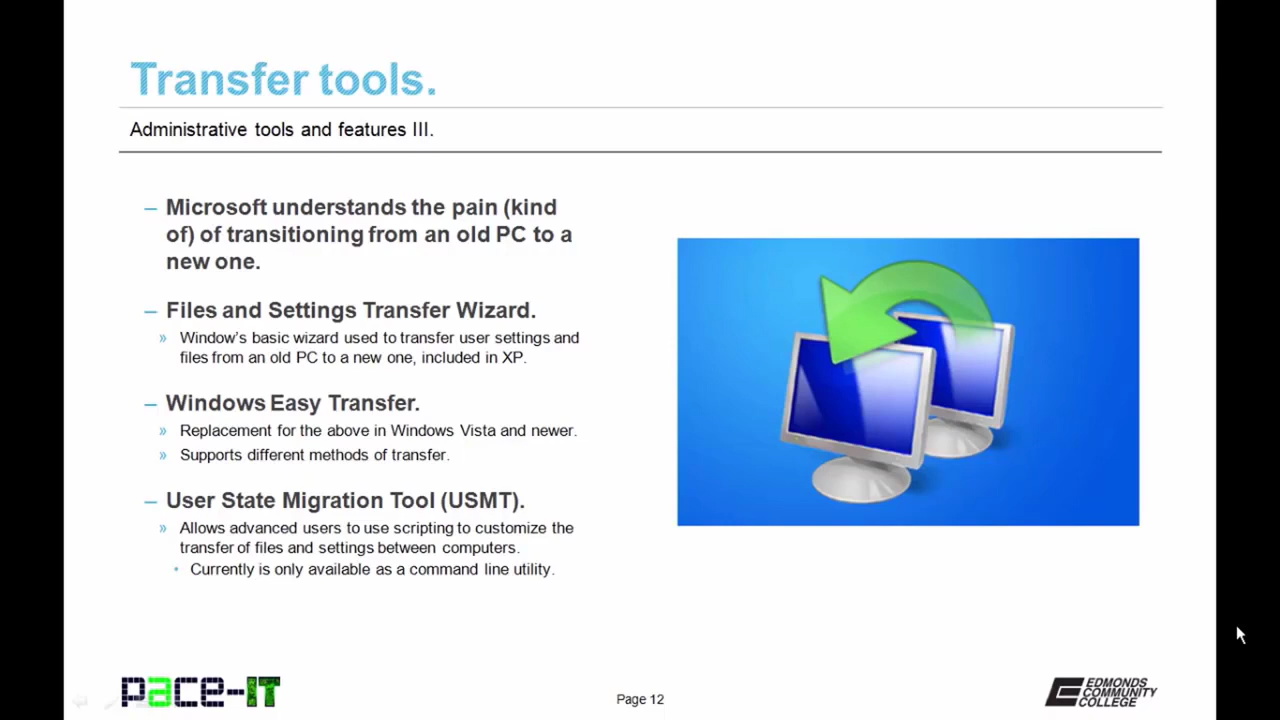 Transfer tools.
Administrative tools and features III.
– Microsoft understands the pain (kind
of) of transitioning from an old PC to a
new one.
– Files and Settings Transfer Wizard.
» Window's basic wizard used to transfer user settings and
files from an old PC to a new one, included in XP.
– Windows Easy Transfer.
» Replacement for the above in Windows Vista and newer.
» Supports different methods of transfer.
– User State Migration Tool (USMT).
» Allows advanced users to use scripting to customize the
transfer of files and settings between computers.
• Currently is only available as a command line utility.
pace-IT
Page 12
EDMONDS
COMMUNITY
COLLEGE